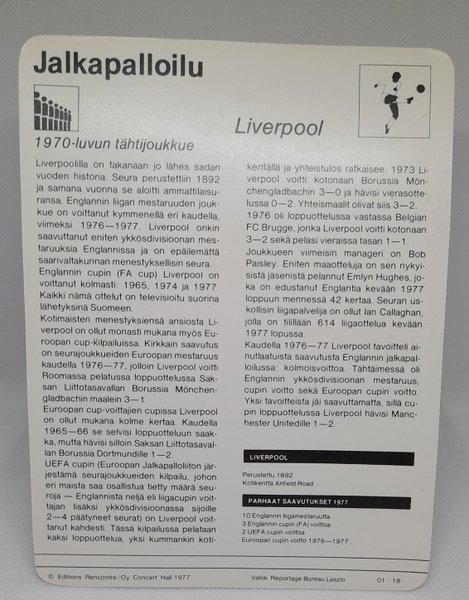 Jalkapalloilu
Liverpool
1970-luvun tähtijoukkue
Liverpoolilla on takanaan jo lähes sadan
vuoden historia. Seura perustettiin 1892
ja samana vuonna se aloitti ammattilaisu-
ransa. Englannin liigan mestaruuden jouk-
kue on voittanut kymmenellä eri kaudella,
viimeksi 1976—1977. Liverpool onkin
saavuttanut eniten ykkösdivisioonan mes-
taruuksia Englannissa ja on epäilemättä
saarivaltakunnan menestyksellisin seura.
Englannin cupin (FA cup) Liverpool on
voittanut kolmasti: 1965, 1974 ja 1977.
Kaikki nämä ottelut on televisioitu suorina
lähetyksinä Suomeen.
Kotimaisten menestyksiensä ansiosta Li-
verpool on ollut monasti mukana myös Eu-
roopan cup-kilpailuissa. Kirkkain saavutus
on seurajoukkueiden Euroopan mestaruus
kaudella 1976—77, jolloin Liverpool voitti
Roomassa pelatussa loppuottelussa Sak-
san Liittotasavallan Borussia Mönchen-
gladbachin maalein 3—1.
Euroopan cup-voittajien cupissa Liverpool
on ollut mukana kolme kertaa. Kaudella
1965—66 se selvisi loppuotteluun saak-
ka, mutta hävisi silloin Saksan Liittotasaval-
lan Borussia Dortmundille 1—2.
UEFA cupin (Euroopan Jalkapalloliiton jär-
jestämä seurajoukkueiden kilpailu, johon
eri maista saa osallistua tietty määrä seu-
roja — Englannista neljä eli liigacupin voit-
tajan lisäksi ykkösdivisioonassa sijoille
2—4 päätyneet seurat) on Liverpool voit-
tanut kahdesti. Tässä kilpailussa pelataan
kaksi loppuottelua, yksi kummankin koti-
kentällä ja yhteistulos ratkaisee. 1973 Li-
verpool voitti kotonaan Borussia Mön-
chengladbachin 3—0 ja hävisi vierasotte-
lussa 0—2. Yhteismaalit olivat siis 3—2.
1976 oli loppuottelussa vastassa Belgian
FC Brugge, jonka Liverpool voitti kotonaan
3—2 sekä pelasi vieraissa tasan 1—1.
Joukkueen viimeisin manageri on Bob
Paisley. Eniten maaotteluja on sen nykyi-
sistä jäsenistä pelannut Emlyn Hughes, jo-
ka on edustanut Englantia kevään 1977
loppuun mennessä 42 kertaa. Seuran us-
kollisin liigapalvelija on ollut Ian Callaghan,
jolla on tilillään 614 liigaottelua kevään
1977 lopussa.
Kaudella 1976—77 Liverpool tavoitteli ai-
nutlaatuista saavutusta Englannin jalkapal-
loilussa: kolmoisvoittoa. Tähtäimessä oli
Englannin ykkösdivisioonan mestaruus,
cupin voitto sekä Euroopan cupin voitto.
Yksi tavoitteista jäi saavuttamatta, sillä cu-
pin loppuottelussa Liverpool hävisi Manc-
hester Unitedille 1—2.
LIVERPOOL
Perustettu 1892
Kotikenttä Anfield Road
PARHAAT SAAVUTUKSET 1977
10 Englannin liigamestaruutta
3 Englannin cupin (FA) voittoa
2 UEFA cupin voittoa
Euroopan cupin voitto 1976—1977
© Editions Rencontre/Oy Concert Hall 1977
Valok. Reportage Bureau Laszlo
01 - 18